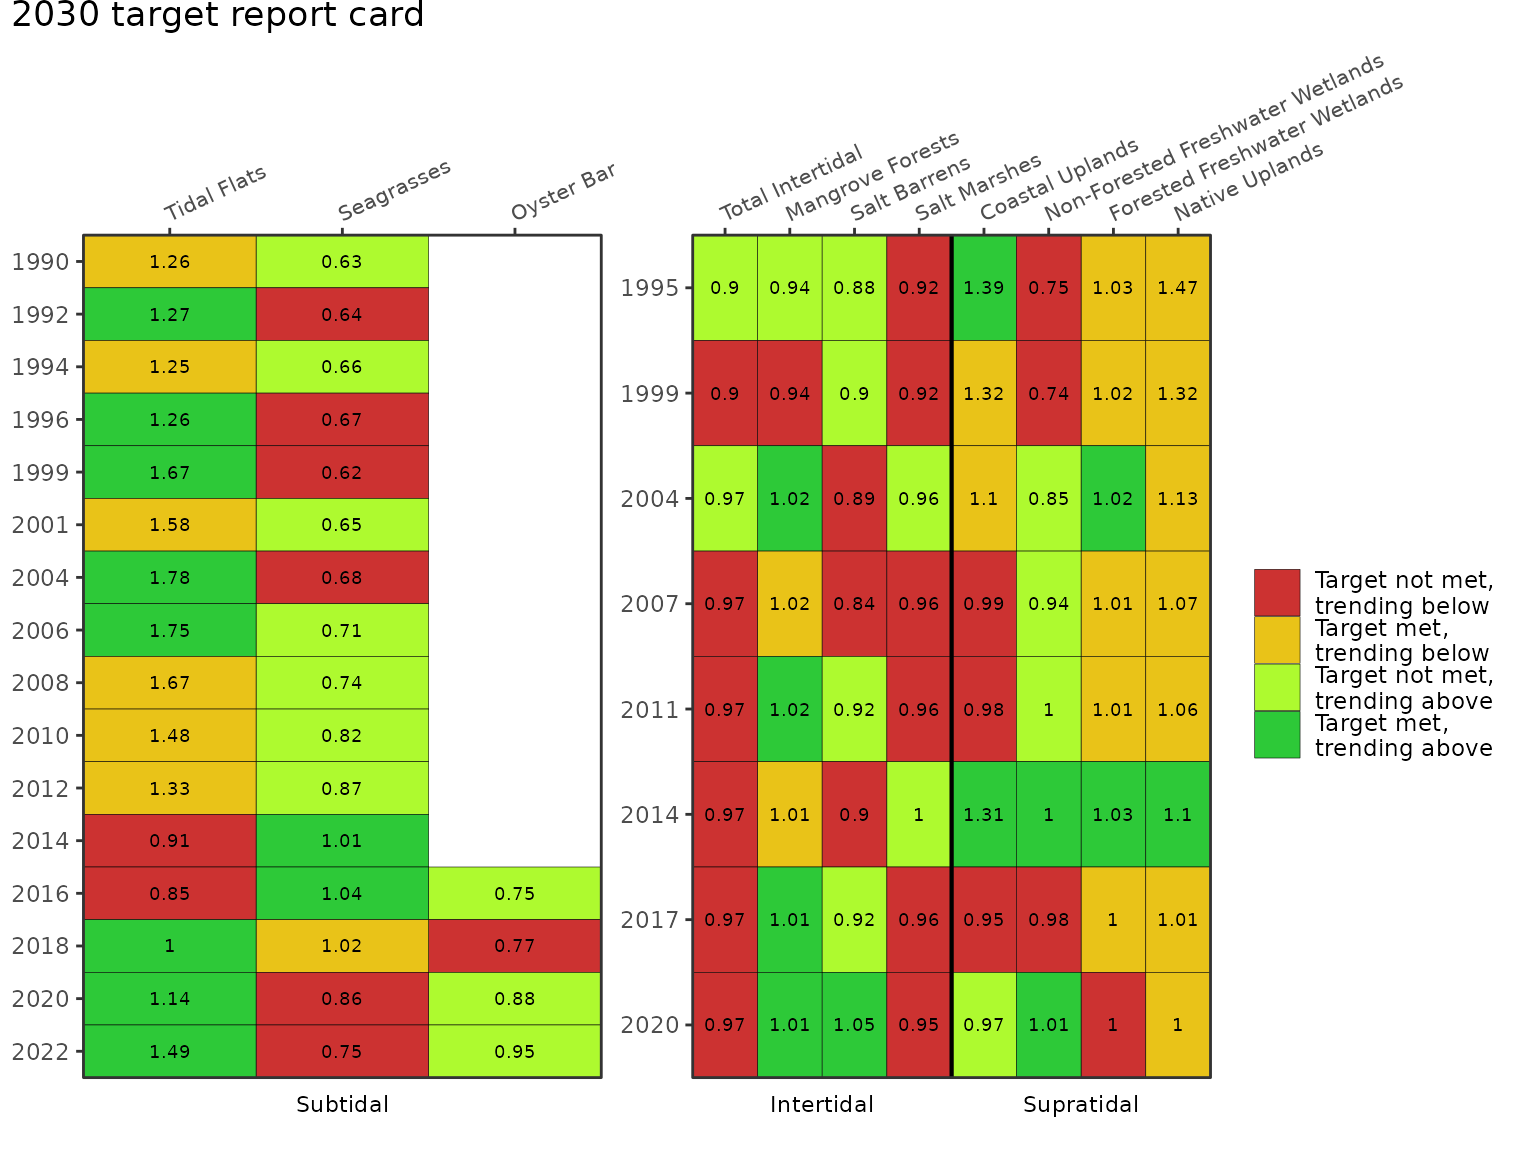 2030 target report card
Tidal Flats Seagrasses Oyster Bar
1990 1.26 0.63
1992 1.27 0.64
1994 1.25 0.66
1996 1.26 0.67
1999 1.67 0.62
2001 1.58 0.65
2004 1.78 0.68
2006 1.75 0.71
2008 1.67 0.74
2010 1.48 0.82
2012 1.33 0.87
2014 0.91 1.01
2016 0.85 1.04 0.75
2018 1 1.02 0.77
2020 1.14 0.86 0.88
2022 1.49 0.75 0.95
Subtidal
Total Intertidal
Mangrove Forests
Salt Barrens
Salt Marshes
Coastal Uplands
Non-Forested Freshwater Wetlands
Forested Freshwater Wetlands
Native Uplands
1995 0.9 0.94 0.88 0.92 1.39 0.75 1.03 1.47
1999 0.9 0.94 0.9 0.92 1.32 0.74 1.02 1.32
2004 0.97 1.02 0.89 0.96 1.1 0.85 1.02 1.13
2007 0.97 1.02 0.84 0.96 0.99 0.94 1.01 1.07
2011 0.97 1.02 0.92 0.96 0.98 1 1.01 1.06
2014 0.97 1.01 0.9 1 1.31 1 1.03 1.1
2017 0.97 1.01 0.92 0.96 0.95 0.98 1 1.01
2020 0.97 1.01 1.05 0.95 0.97 1.01 1 1
Intertidal Supratidal
Target not met,
trending below
Target met,
trending below
Target not met,
trending above
Target met,
trending above